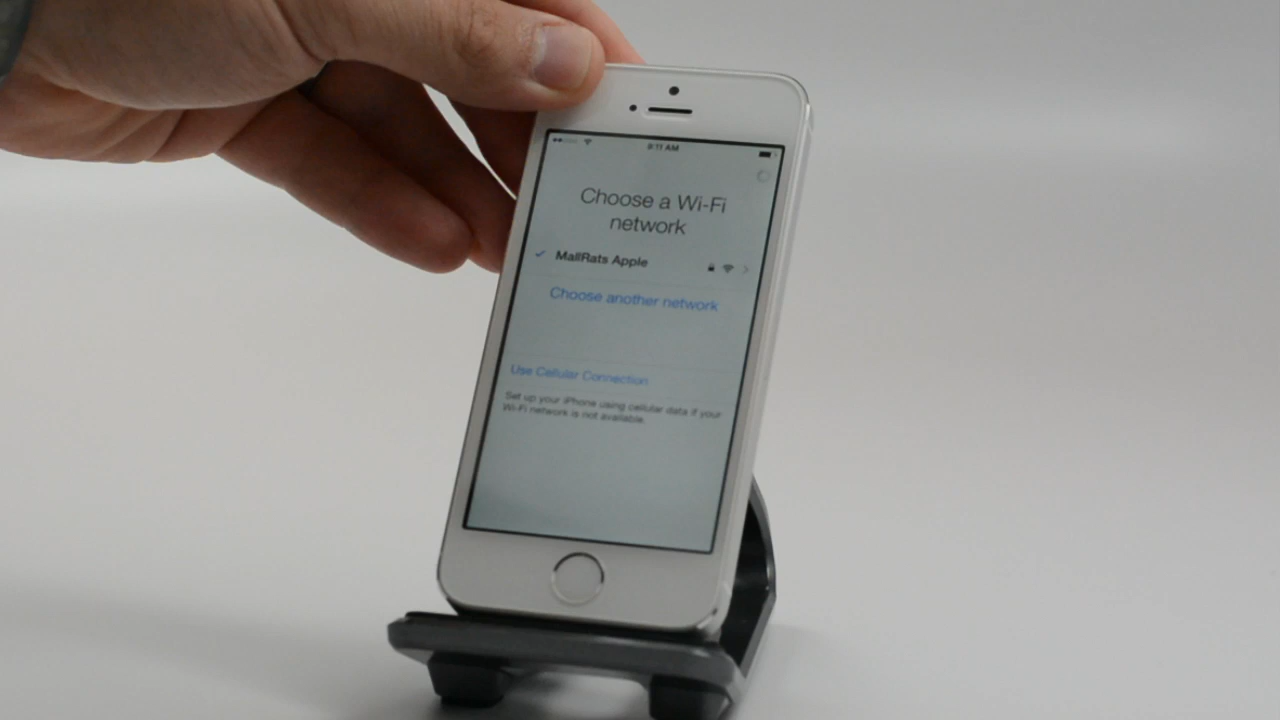 9:11 AM
Choose a Wi-Fi
network
MallRats Apple
Choose another network
Use Cellular Connection
Set up your iPhone using cellular data if your
Wi-Fi network is not available.